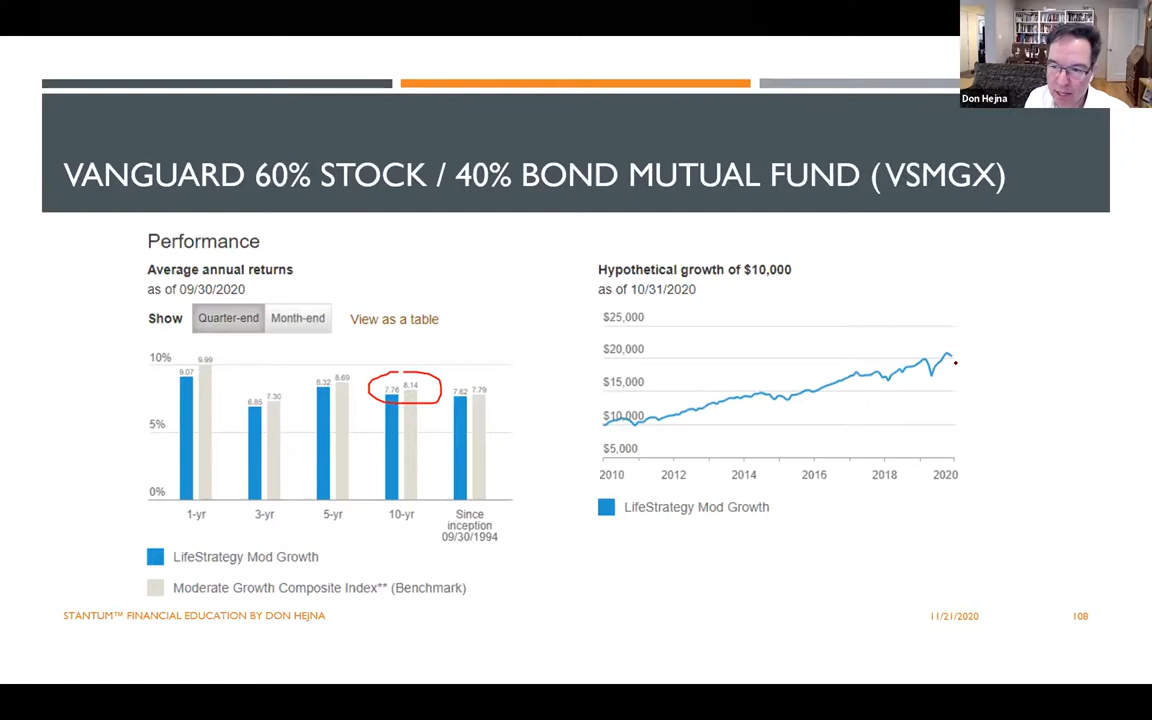 Don Hejna
VANGUARD 60% STOCK / 40% BOND MUTUAL FUND (VSMGX)
Performance
Average annual returns
as of 09/30/2020
Show Quarter-end Month-end View as a table
10%
5%
0%
9.07 9.99
6.85 7.30
8.32 8.69
7.76 8.14
7.62 7.79
1-yr 3-yr 5-yr 10-yr Since
inception
09/30/1994
LifeStrategy Mod Growth
Moderate Growth Composite Index** (Benchmark)
Hypothetical growth of $10,000
as of 10/31/2020
$25,000
$20,000
$15,000
$10,000
$5,000
2010 2012 2014 2016 2018 2020
LifeStrategy Mod Growth
STANTUM™ FINANCIAL EDUCATION BY DON HEJNA
11/21/2020
108